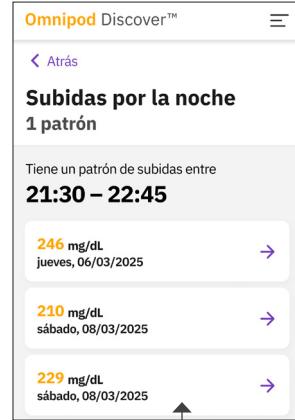 Omnipod Discover™
Atrás
Subidas por la noche
1 patrón
Tiene un patrón de subidas entre
21:30 – 22:45
246 mg/dL
jueves, 06/03/2025
210 mg/dL
sábado, 08/03/2025
229 mg/dL
sábado, 08/03/2025